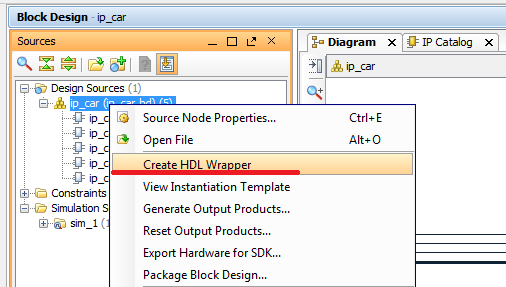 Block Design - ip_car
Sources
Diagram
IP Catalog
ip_car
Design Sources (1)
ip_car (ip_car.bd) (5)
ip_c
ip_c
ip_c
ip_c
ip_c
Constraints
Simulation S
sim_1 (1
Source Node Properties... Ctrl+E
Open File Alt+O
Create HDL Wrapper
View Instantiation Template
Generate Output Products...
Reset Output Products...
Export Hardware for SDK...
Package Block Design...